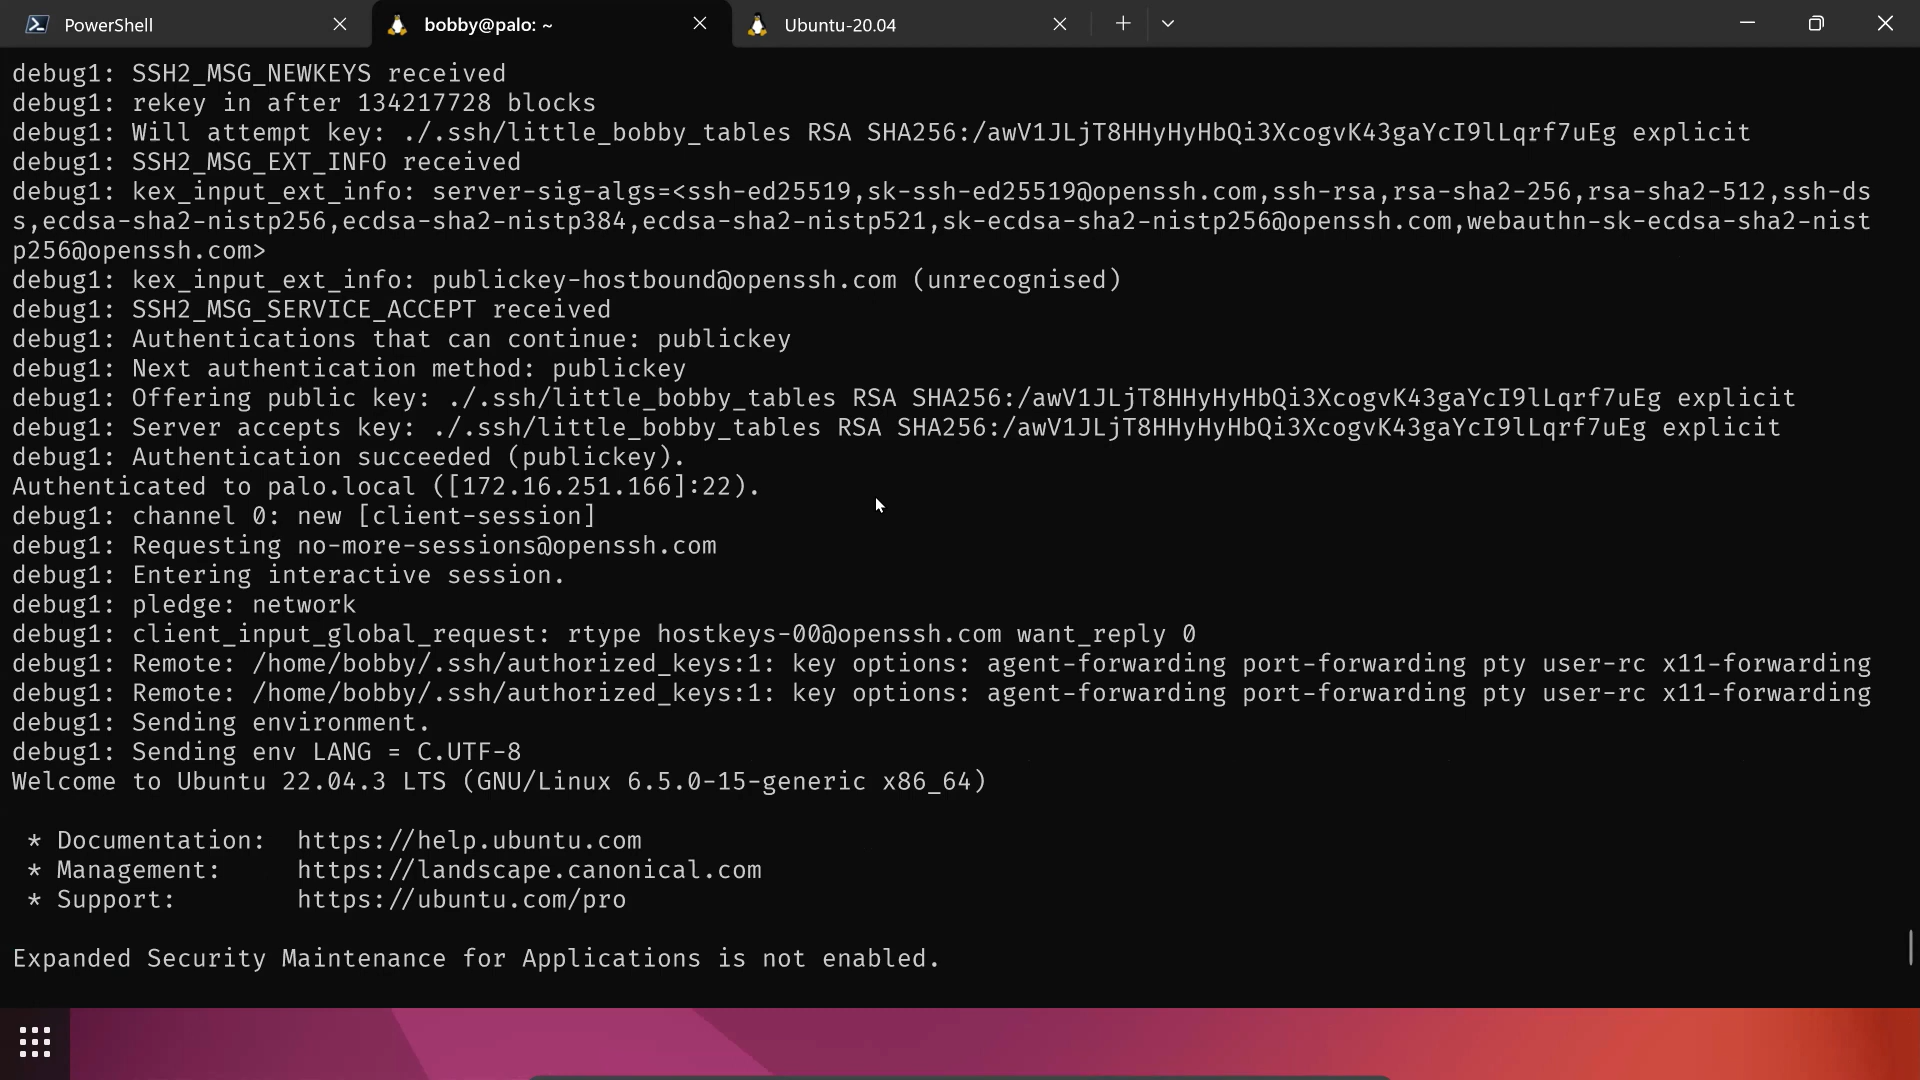 PowerShell
bobby@palo: ~
Ubuntu-20.04
debug1: SSH2_MSG_NEWKEYS received
debug1: rekey in after 134217728 blocks
debug1: Will attempt key: ./.ssh/little_bobby_tables RSA SHA256:/awV1JLjT8HHyHyHbQi3XcogvK43gaYcI9lLqrf7uEg explicit
debug1: SSH2_MSG_EXT_INFO received
debug1: kex_input_ext_info: server-sig-algs=<ssh-ed25519,sk-ssh-ed25519@openssh.com,ssh-rsa,rsa-sha2-256,rsa-sha2-512,ssh-ds
s,ecdsa-sha2-nistp256,ecdsa-sha2-nistp384,ecdsa-sha2-nistp521,sk-ecdsa-sha2-nistp256@openssh.com,webauthn-sk-ecdsa-sha2-nist
p256@openssh.com>
debug1: kex_input_ext_info: publickey-hostbound@openssh.com (unrecognised)
debug1: SSH2_MSG_SERVICE_ACCEPT received
debug1: Authentications that can continue: publickey
debug1: Next authentication method: publickey
debug1: Offering public key: ./.ssh/little_bobby_tables RSA SHA256:/awV1JLjT8HHyHyHbQi3XcogvK43gaYcI9lLqrf7uEg explicit
debug1: Server accepts key: ./.ssh/little_bobby_tables RSA SHA256:/awV1JLjT8HHyHyHbQi3XcogvK43gaYcI9lLqrf7uEg explicit
debug1: Authentication succeeded (publickey).
Authenticated to palo.local ([172.16.251.166]:22).
debug1: channel 0: new [client-session]
debug1: Requesting no-more-sessions@openssh.com
debug1: Entering interactive session.
debug1: pledge: network
debug1: client_input_global_request: rtype hostkeys-00@openssh.com want_reply 0
debug1: Remote: /home/bobby/.ssh/authorized_keys:1: key options: agent-forwarding port-forwarding pty user-rc x11-forwarding
debug1: Remote: /home/bobby/.ssh/authorized_keys:1: key options: agent-forwarding port-forwarding pty user-rc x11-forwarding
debug1: Sending environment.
debug1: Sending env LANG = C.UTF-8
Welcome to Ubuntu 22.04.3 LTS (GNU/Linux 6.5.0-15-generic x86_64)
* Documentation:  https://help.ubuntu.com
* Management:     https://landscape.canonical.com
* Support:        https://ubuntu.com/pro
Expanded Security Maintenance for Applications is not enabled.